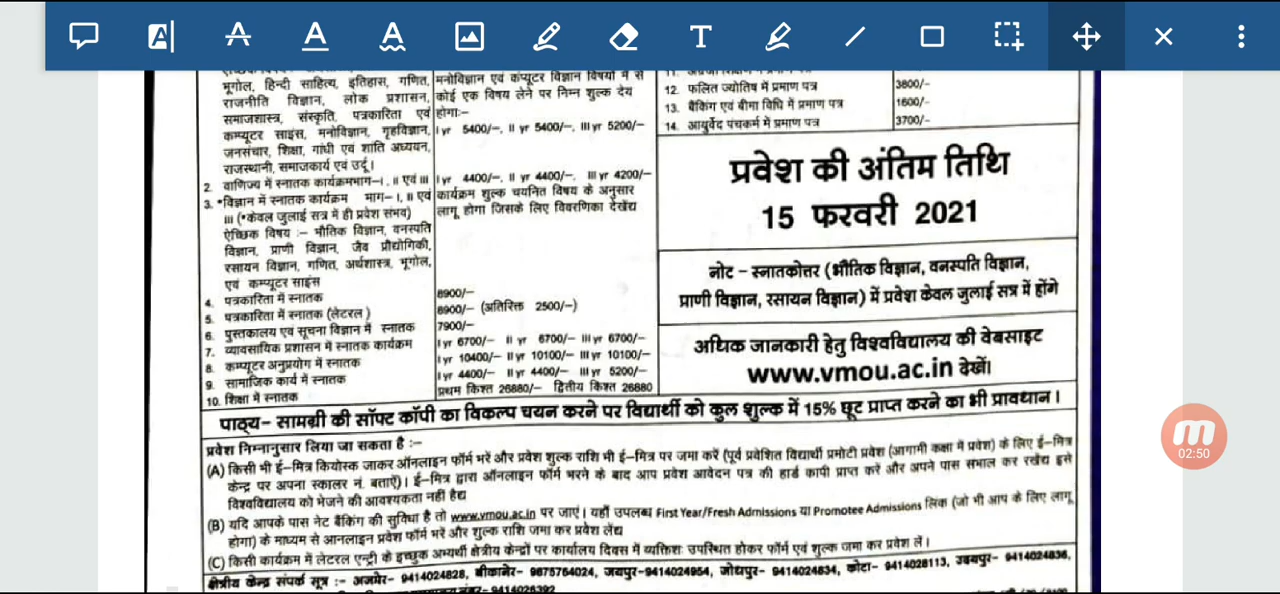 भूगोल, हिन्दी साहित्य, इतिहास, गणित,
राजनीति विज्ञान, लोक प्रशासन,
समाजशास्त्र, संस्कृति, पत्रकारिता एवं
कम्प्यूटर साइंस, मनोविज्ञान, गृहविज्ञान,
जनसंचार, शिक्षा, गांधी एवं शांति अध्ययन,
राजस्थानी, समाजकार्य एवं उर्दू।
मनोविज्ञान एवं कंप्यूटर विज्ञान विषयों में से
कोई एक विषय लेने पर निम्न शुल्क देय
होगाः–
I yr 5400/–, II yr 5400/–, III yr 5200/–
2. वाणिज्य में स्नातक कार्यक्रमभाग–I, II एवं III
I yr 4400/–, II yr 4400/–, III yr 4200/–
3. *विज्ञान में स्नातक कार्यक्रम भाग–I, II एवं
III (*केवल जुलाई सत्र में ही प्रवेश संभव)
ऐच्छिक विषय :– भौतिक विज्ञान, वनस्पति
विज्ञान, प्राणी विज्ञान, जैव प्रौद्योगिकी,
रसायन विज्ञान, गणित, अर्थशास्त्र, भूगोल,
एवं कम्प्यूटर साइंस
कार्यक्रम शुल्क चयनित विषय के अनुसार
लागू होगा जिसके लिए विवरणिका देखेंद्य
4. पत्रकारिता में स्नातक 8900/–
5. पत्रकारिता में स्नातक (लेटरल) 8900/– (अतिरिक्त 2500/–)
6. पुस्तकालय एवं सूचना विज्ञान में स्नातक 7900/–
7. व्यावसायिक प्रशासन में स्नातक कार्यक्रम I yr 6700/– II yr 6700/– III yr 6700/–
8. कम्प्यूटर अनुप्रयोग में स्नातक I yr 10400/– II yr 10100/– III yr 10100/–
9. सामाजिक कार्य में स्नातक I yr 4400/– II yr 4400/– III yr 5200/–
10. शिक्षा में स्नातक प्रथम किश्त 26880/– द्वितीय किश्त 26880
12. फलित ज्योतिष में प्रमाण पत्र 3800/–
13. बैंकिंग एवं बीमा विधि में प्रमाण पत्र 1600/–
14. आयुर्वेद पंचकर्म में प्रमाण पत्र 3700/–
प्रवेश की अंतिम तिथि
15 फरवरी 2021
नोट – स्नातकोत्तर (भौतिक विज्ञान, वनस्पति विज्ञान,
प्राणी विज्ञान, रसायन विज्ञान) में प्रवेश केवल जुलाई सत्र में होंगे
अधिक जानकारी हेतु विश्वविद्यालय की वेबसाइट
www.vmou.ac.in देखें।
पाठ्य– सामग्री की सॉफ्ट कॉपी का विकल्प चयन करने पर विद्यार्थी को कुल शुल्क में 15% छूट प्राप्त करने का भी प्रावधान।
प्रवेश निम्नानुसार लिया जा सकता है :–
(A) किसी भी ई–मित्र कियोस्क जाकर ऑनलाइन फॉर्म भरें और प्रवेश शुल्क राशि भी ई–मित्र पर जमा करें (पूर्व प्रवेशित विद्यार्थी प्रमोटी प्रवेश (आगामी कक्षा में प्रवेश) के लिए ई–मित्र
केन्द्र पर अपना स्कालर नं. बताऐं)। ई–मित्र द्वारा ऑनलाइन फॉर्म भरने के बाद आप प्रवेश आवेदन पत्र की हार्ड कापी प्राप्त करें और अपने पास सभाल कर रखेंद्य इसे
विश्वविद्यालय को भेजने की आवश्यकता नहीं हैद्य
(B) यदि आपके पास नेट बैंकिंग की सुविधा है तो www.vmou.ac.in पर जाएं। यहाँ उपलब्ध First Year/Fresh Admissions या Promotee Admissions लिंक (जो भी आप के लिए लागू
होगा) के माध्यम से आनलाइन प्रवेश फॉर्म भरें और शुल्क राशि जमा कर प्रवेश लेंद्य
(C) किसी कार्यक्रम में लेटरल एन्ट्री के इच्छुक अभ्यर्थी क्षेत्रीय केन्द्रों पर कार्यालय दिवस में व्यक्तिशः उपस्थित होकर फॉर्म एवं शुल्क जमा कर प्रवेश लें।
क्षेत्रीय केन्द्र संपर्क सूत्र :– अजमेर– 9414024828, बीकानेर– 9875764024, जयपुर–9414024954, जोधपुर– 9414024834, कोटा– 9414028113, उदयपुर– 9414024836,
02:50